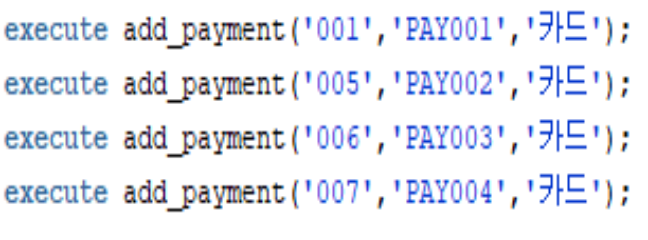 execute add_payment('001','PAY001','카드');
execute add_payment('005','PAY002','카드');
execute add_payment('006','PAY003','카드');
execute add_payment('007','PAY004','카드');